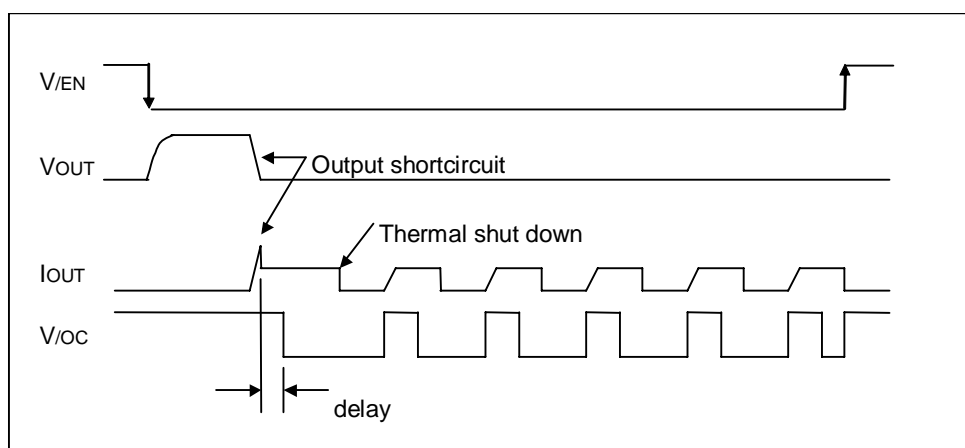 V/EN
VOUT
Output shortcircuit
Thermal shut down
IOUT
V/OC
delay